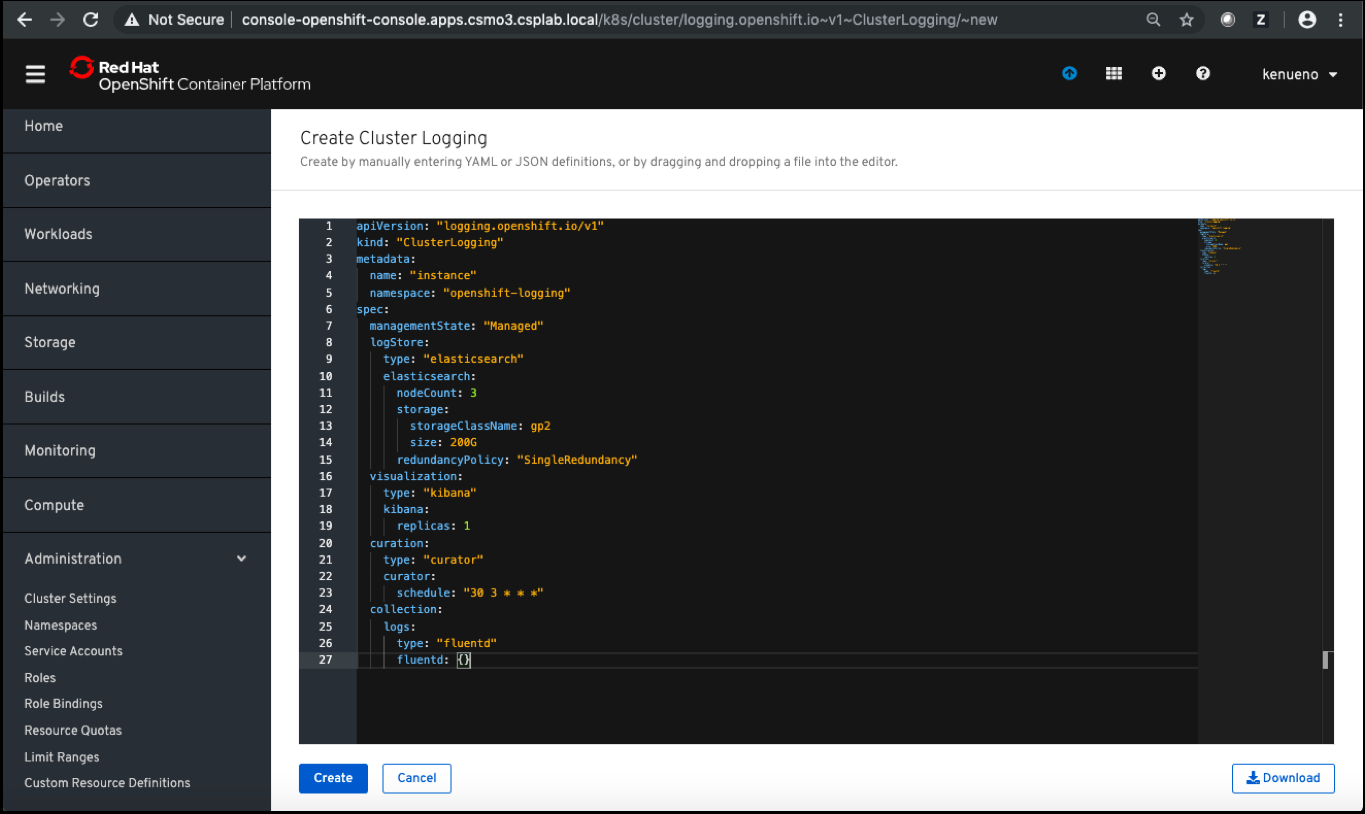 Not Secure console-openshift-console.apps.csmo3.csplab.local/k8s/cluster/logging.openshift.io~v1~ClusterLogging/~new Z
Red Hat
OpenShift Container Platform
kenueno
Home
Operators
Workloads
Networking
Storage
Builds
Monitoring
Compute
Administration
Cluster Settings
Namespaces
Service Accounts
Roles
Role Bindings
Resource Quotas
Limit Ranges
Custom Resource Definitions
Create Cluster Logging
Create by manually entering YAML or JSON definitions, or by dragging and dropping a file into the editor.
1 apiVersion: "logging.openshift.io/v1"
2 kind: "ClusterLogging"
3 metadata:
4 name: "instance"
5 namespace: "openshift-logging"
6 spec:
7 managementState: "Managed"
8 logStore:
9 type: "elasticsearch"
10 elasticsearch:
11 nodeCount: 3
12 storage:
13 storageClassName: gp2
14 size: 200G
15 redundancyPolicy: "SingleRedundancy"
16 visualization:
17 type: "kibana"
18 kibana:
19 replicas: 1
20 curation:
21 type: "curator"
22 curator:
23 schedule: "30 3 * * *"
24 collection:
25 logs:
26 type: "fluentd"
27 fluentd: {}
Create Cancel Download